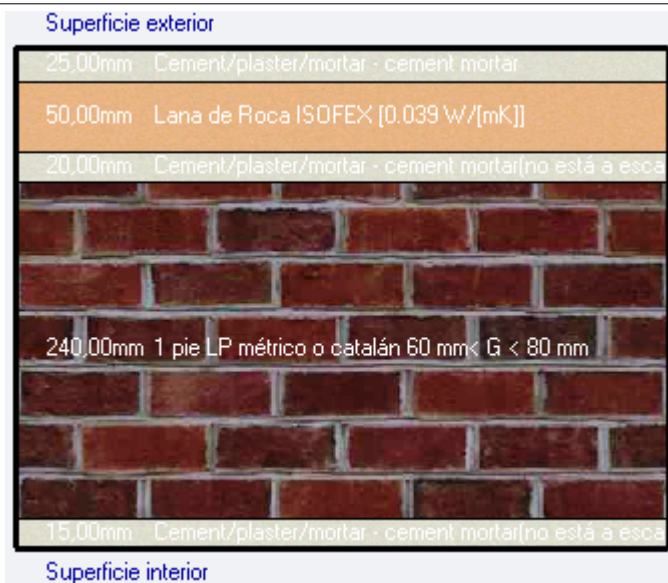 Superficie exterior
25,00mm Cement/plaster/mortar - cement mortar
50,00mm Lana de Roca ISOFEX [0.039 W/[mK]]
20,00mm Cement/plaster/mortar - cement mortar(no está a esca
240,00mm 1 pie LP métrico o catalán 60 mm< G < 80 mm
15,00mm Cement/plaster/mortar - cement mortar(no está a esca
Superficie interior